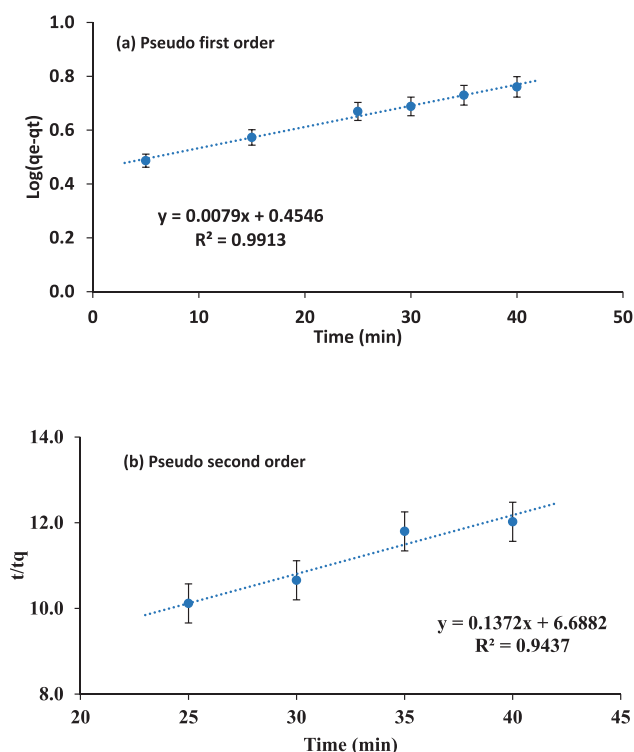 1.0
(a) Pseudo first order
0.8
0.6
Log(qe-qt)
0.4
y = 0.0079x + 0.4546
R² = 0.9913
0.2
0.0
0 10 20 30 40 50
Time (min)
14.0
(b) Pseudo second order
12.0
t/tq
10.0
y = 0.1372x + 6.6882
R² = 0.9437
8.0
20 25 30 35 40 45
Time (min)